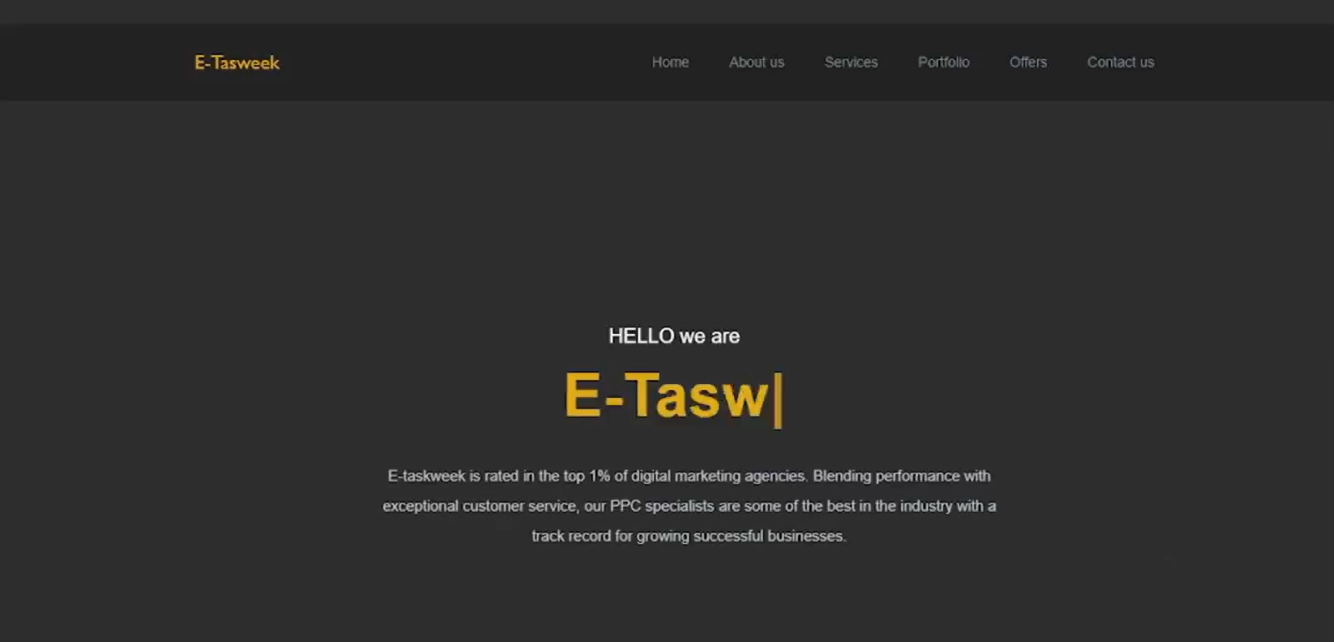 E-Tasweek
Home About us Services Portfolio Offers Contact us
HELLO we are
E-Tasw|
E-taskweek is rated in the top 1% of digital marketing agencies. Blending performance with
exceptional customer service, our PPC specialists are some of the best in the industry with a
track record for growing successful businesses.